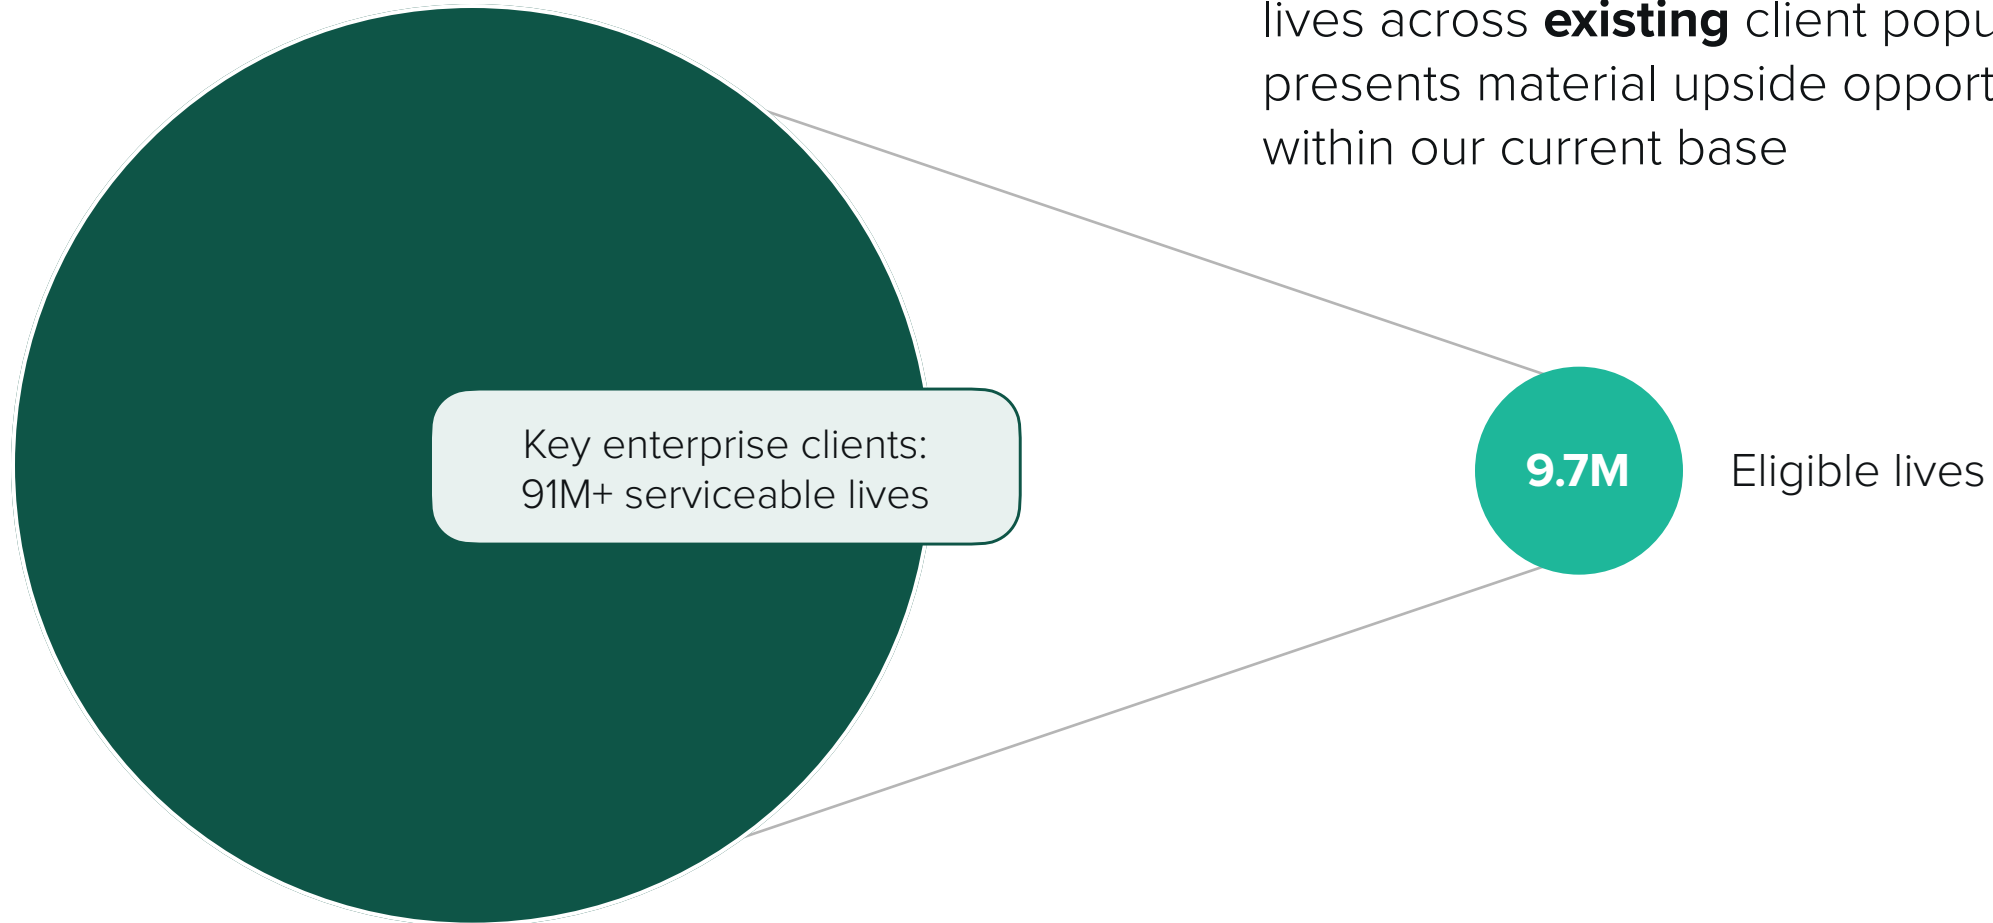 lives across existing client
presents material upside
within our current base
Key enterprise clients:
91M+ serviceable lives
9.7M
Eligible lives